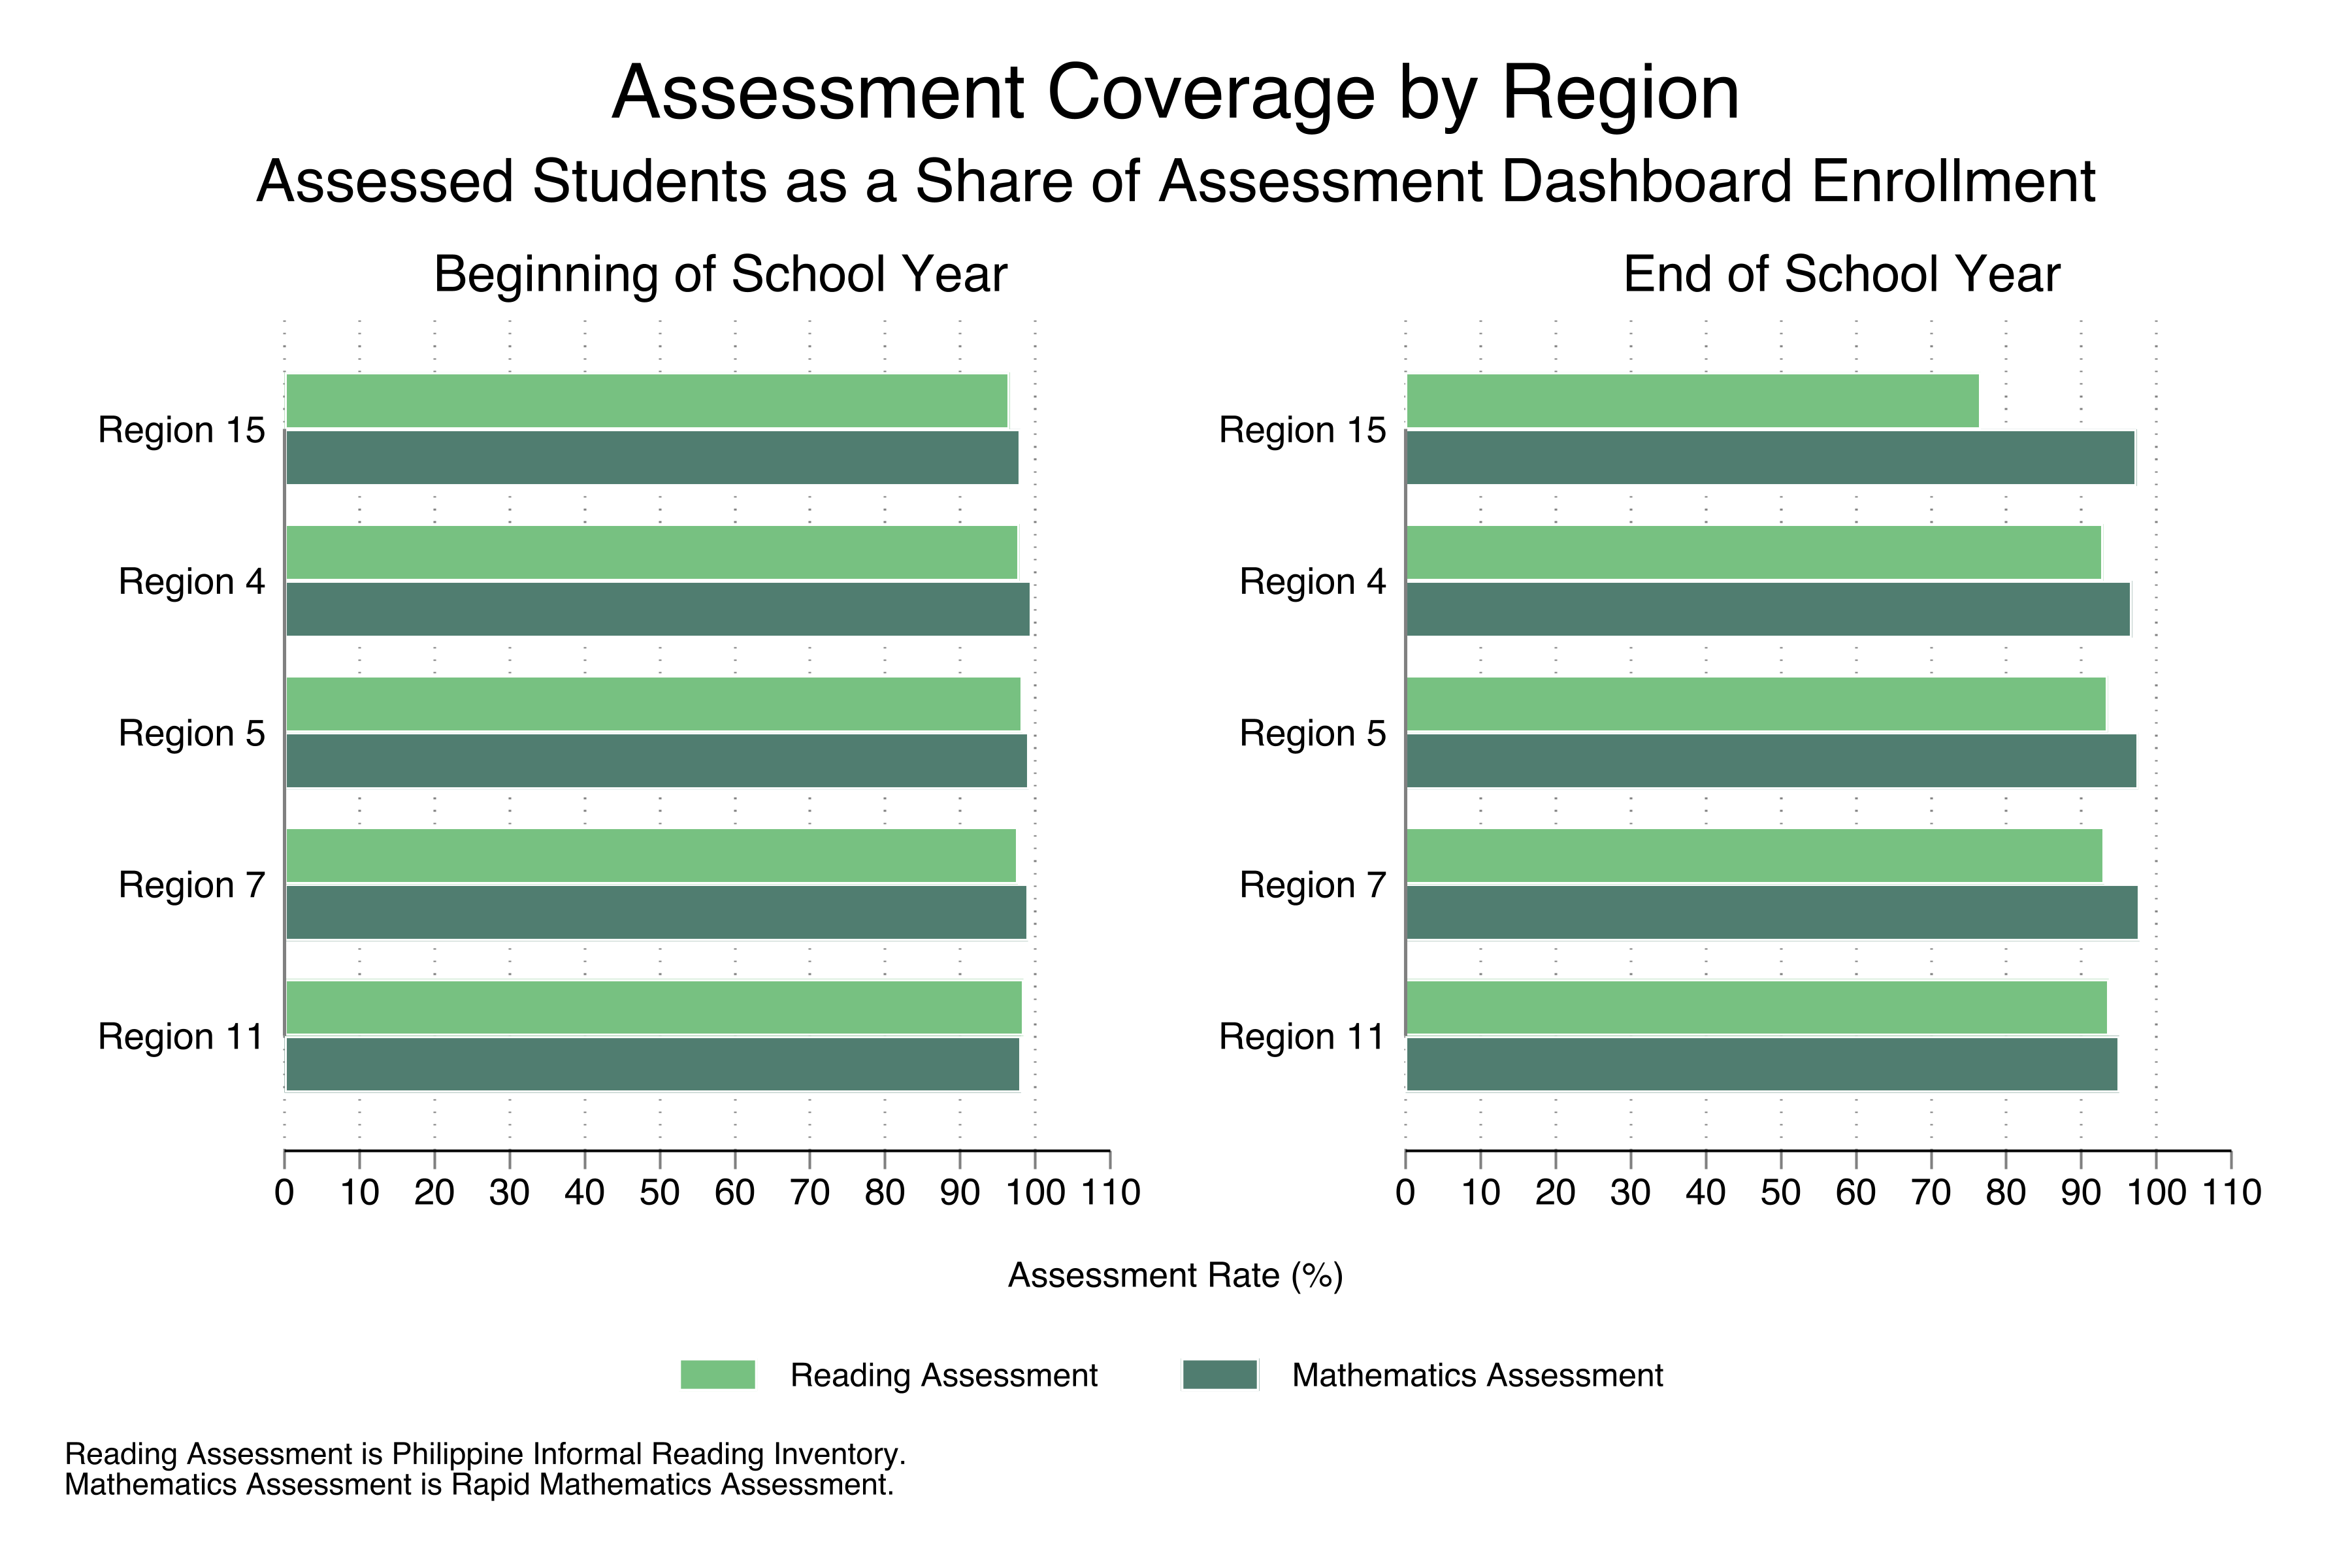 Assessment Coverage by Region
Assessed Students as a Share of Assessment Dashboard Enrollment
Beginning of School Year
Region 15
Region 4
Region 5
Region 7
Region 11
0 10 20 30 40 50 60 70 80 90 100 110
End of School Year
Region 15
Region 4
Region 5
Region 7
Region 11
0 10 20 30 40 50 60 70 80 90 100 110
Assessment Rate (%)
Reading Assessment Mathematics Assessment
Reading Assessment is Philippine Informal Reading Inventory.
Mathematics Assessment is Rapid Mathematics Assessment.